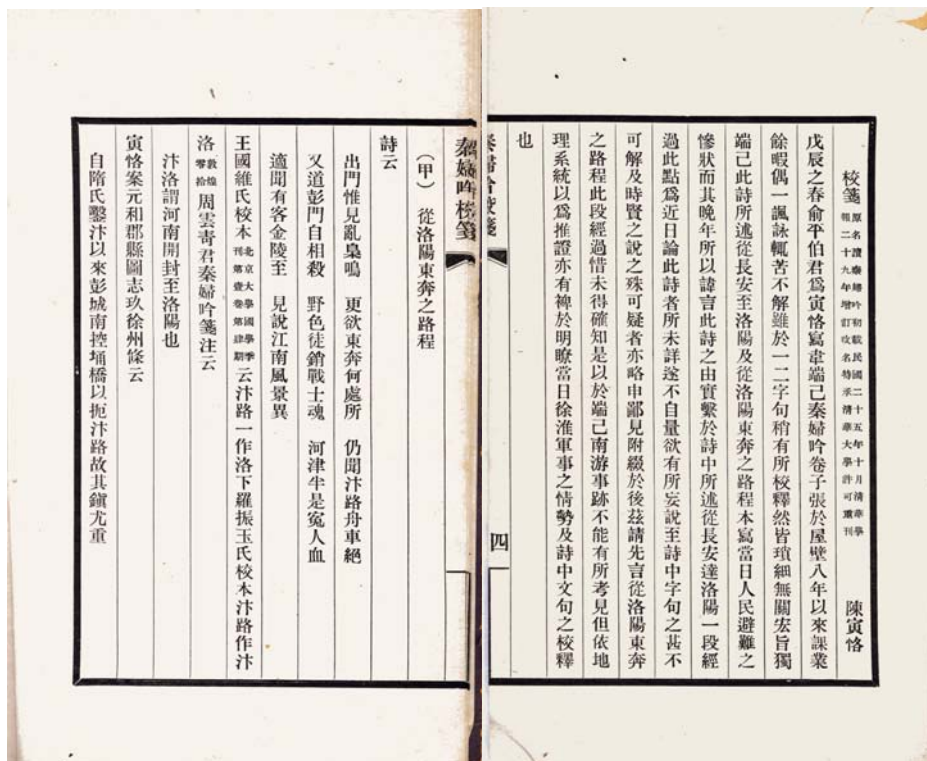 校箋 原名讀秦婦吟初載民國二十五年十月清華學報二十九年增訂改名特承清華大學許可重刊 陳寅恪
戊辰之春俞平伯君爲寅恪寫韋端己秦婦吟卷子張於屋壁八年以來課業
餘暇偶一諷詠輒苦不解雖於一二字句稍有所校釋然皆瑣細無關宏旨獨
端己此詩所述從長安至洛陽及從洛陽東奔之路程本寫當日人民避難之
慘狀而其晚年所以諱言此詩之由實繫於詩中所述從長安達洛陽一段經
過此點爲近日論此詩者所未詳遂不自量欲有所妄說至詩中字句之甚不
可解及時賢之說之殊可疑者亦略申鄙見附綴於後茲請先言從洛陽東奔
之路程此段經過惜未得確知是以於端己南游事跡不能有所考見但依地
理系統以爲推證亦有裨於明瞭當日徐淮軍事之情勢及詩中文句之校釋
也
秦婦吟校箋
四
秦婦吟校箋
（甲） 從洛陽東奔之路程
詩云
出門惟見亂梟鳴 更欲東奔何處所 仍聞汴路舟車絕
又道彭門自相殺 野色徒銷戰士魂 河津半是冤人血
適聞有客金陵至 見說江南風景異
王國維氏校本 北京大學國學季刊第壹卷第肆期 云汴路一作洛下羅振玉氏校本汴路作汴
洛 敦煌零拾 周雲青君秦婦吟箋注云
汴洛謂河南開封至洛陽也
寅恪案元和郡縣圖志玖徐州條云
自隋氏鑿汴以來彭城南控埇橋以扼汴路故其鎮尤重